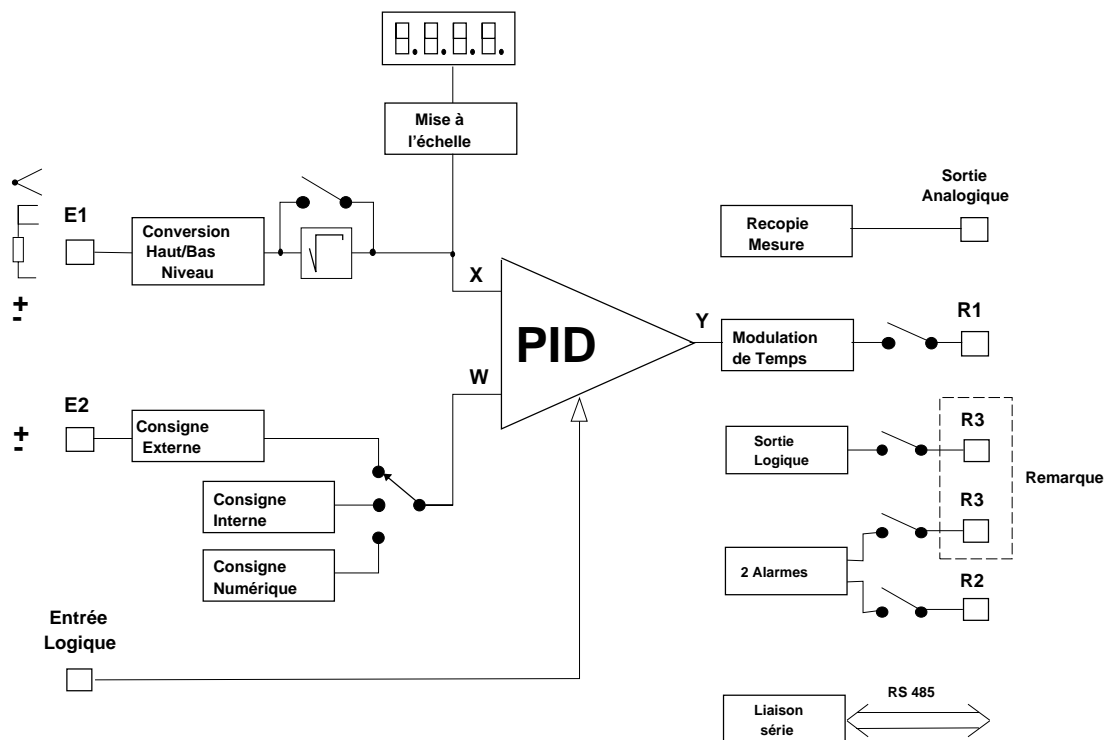 8.8.8.8.
Mise à
l'échelle
Sortie
Analogique
E1
Conversion
Haut/Bas
Niveau
√
Recopie
Mesure
+
-
X
PID
Y
Modulation
de Temps
R1
W
E2
+
-
Consigne
Externe
Sortie
Logique
R3
Remarque
Consigne
Interne
R3
2 Alarmes
Consigne
Numérique
R2
Entrée
Logique
Liaison
série
RS 485